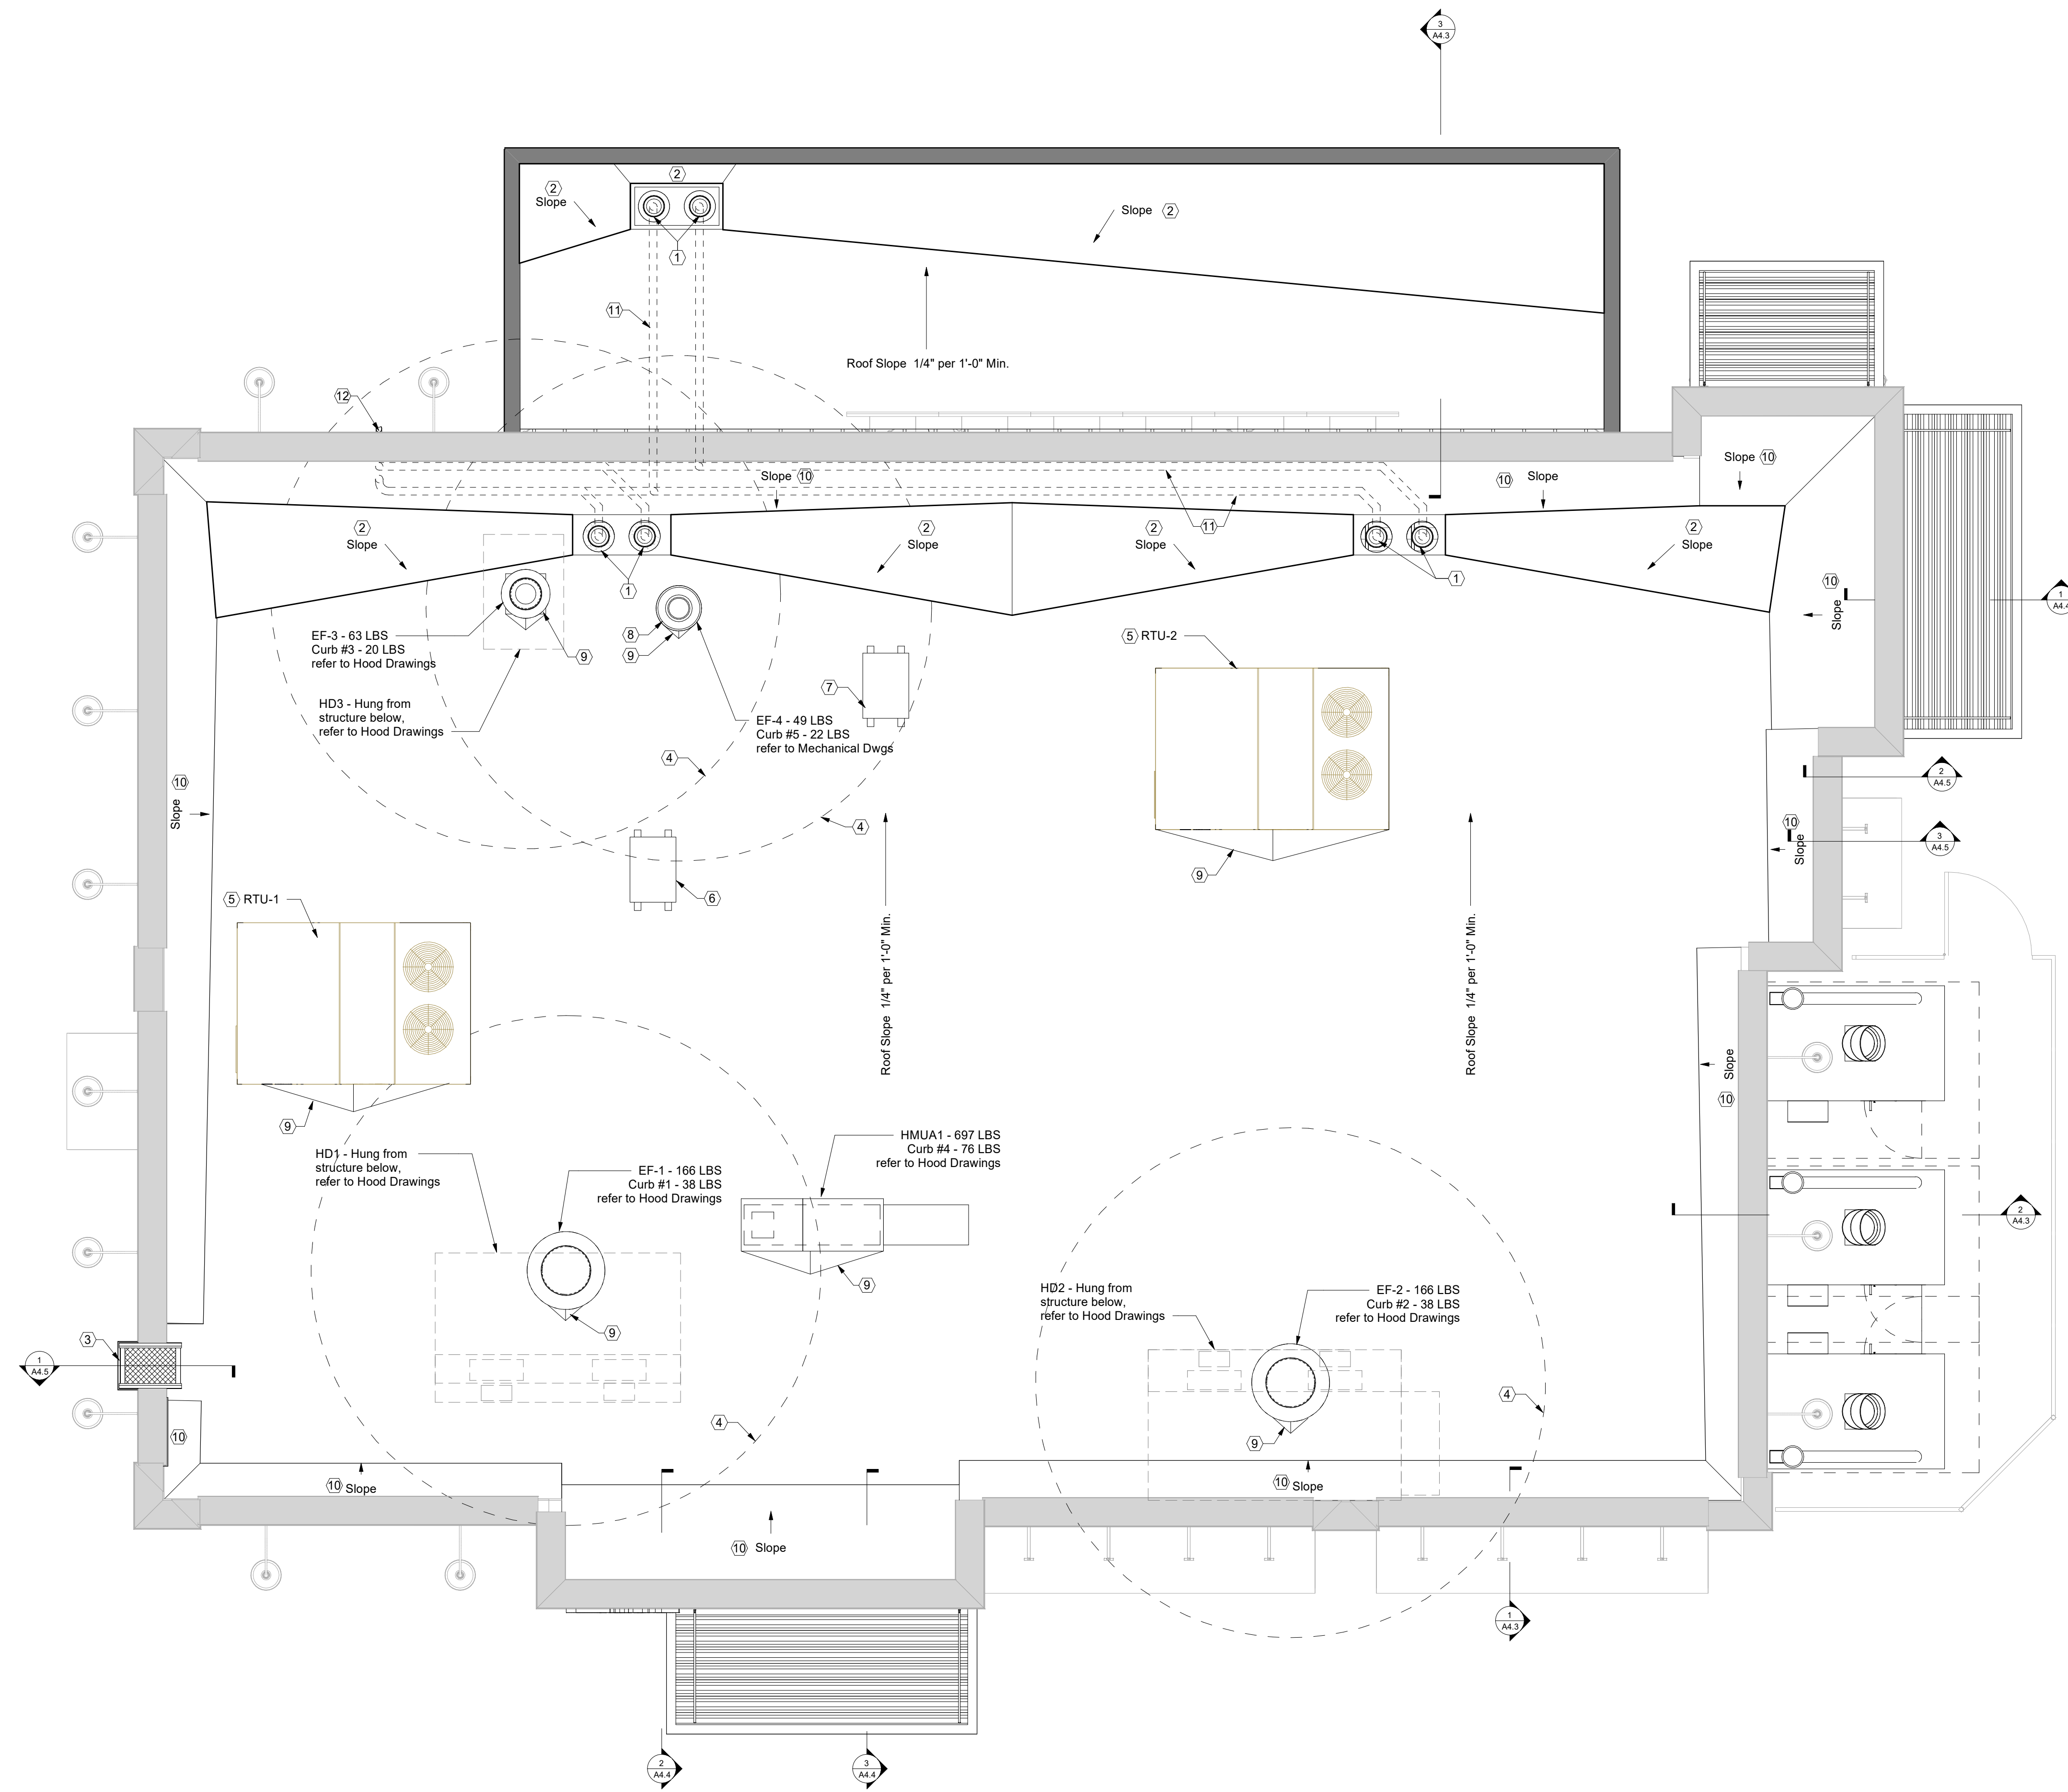 3
A4.3
2
2
Slope
Slope 2
1
11
Roof Slope 1/4" per 1'-0" Min.
12
Slope 10
10 Slope
Slope 10
2
Slope
2
Slope
2
Slope
2
Slope
11
1
1
10
Slope
1
A4.4
EF-3 - 63 LBS
Curb #3 - 20 LBS
refer to Hood Drawings
9
8
9
5 RTU-2
HD3 - Hung from
structure below,
refer to Hood Drawings
7
EF-4 - 49 LBS
Curb #5 - 22 LBS
refer to Mechanical Dwgs
4
4
10
Slope
2
A4.5
10
Slope
3
A4.5
9
6
5 RTU-1
Roof Slope 1/4" per 1'-0" Min.
Roof Slope 1/4" per 1'-0" Min.
Slope
10
9
HD1 - Hung from
structure below,
refer to Hood Drawings
EF-1 - 166 LBS
Curb #1 - 38 LBS
refer to Hood Drawings
HMUA1 - 697 LBS
Curb #4 - 76 LBS
refer to Hood Drawings
2
A4.3
9
9
HD2 - Hung from
structure below,
refer to Hood Drawings
EF-2 - 166 LBS
Curb #2 - 38 LBS
refer to Hood Drawings
3
1
A4.5
4
4
9
10
10 Slope
10
Slope
10 Slope
1
A4.3
2
A4.4
3
A4.4